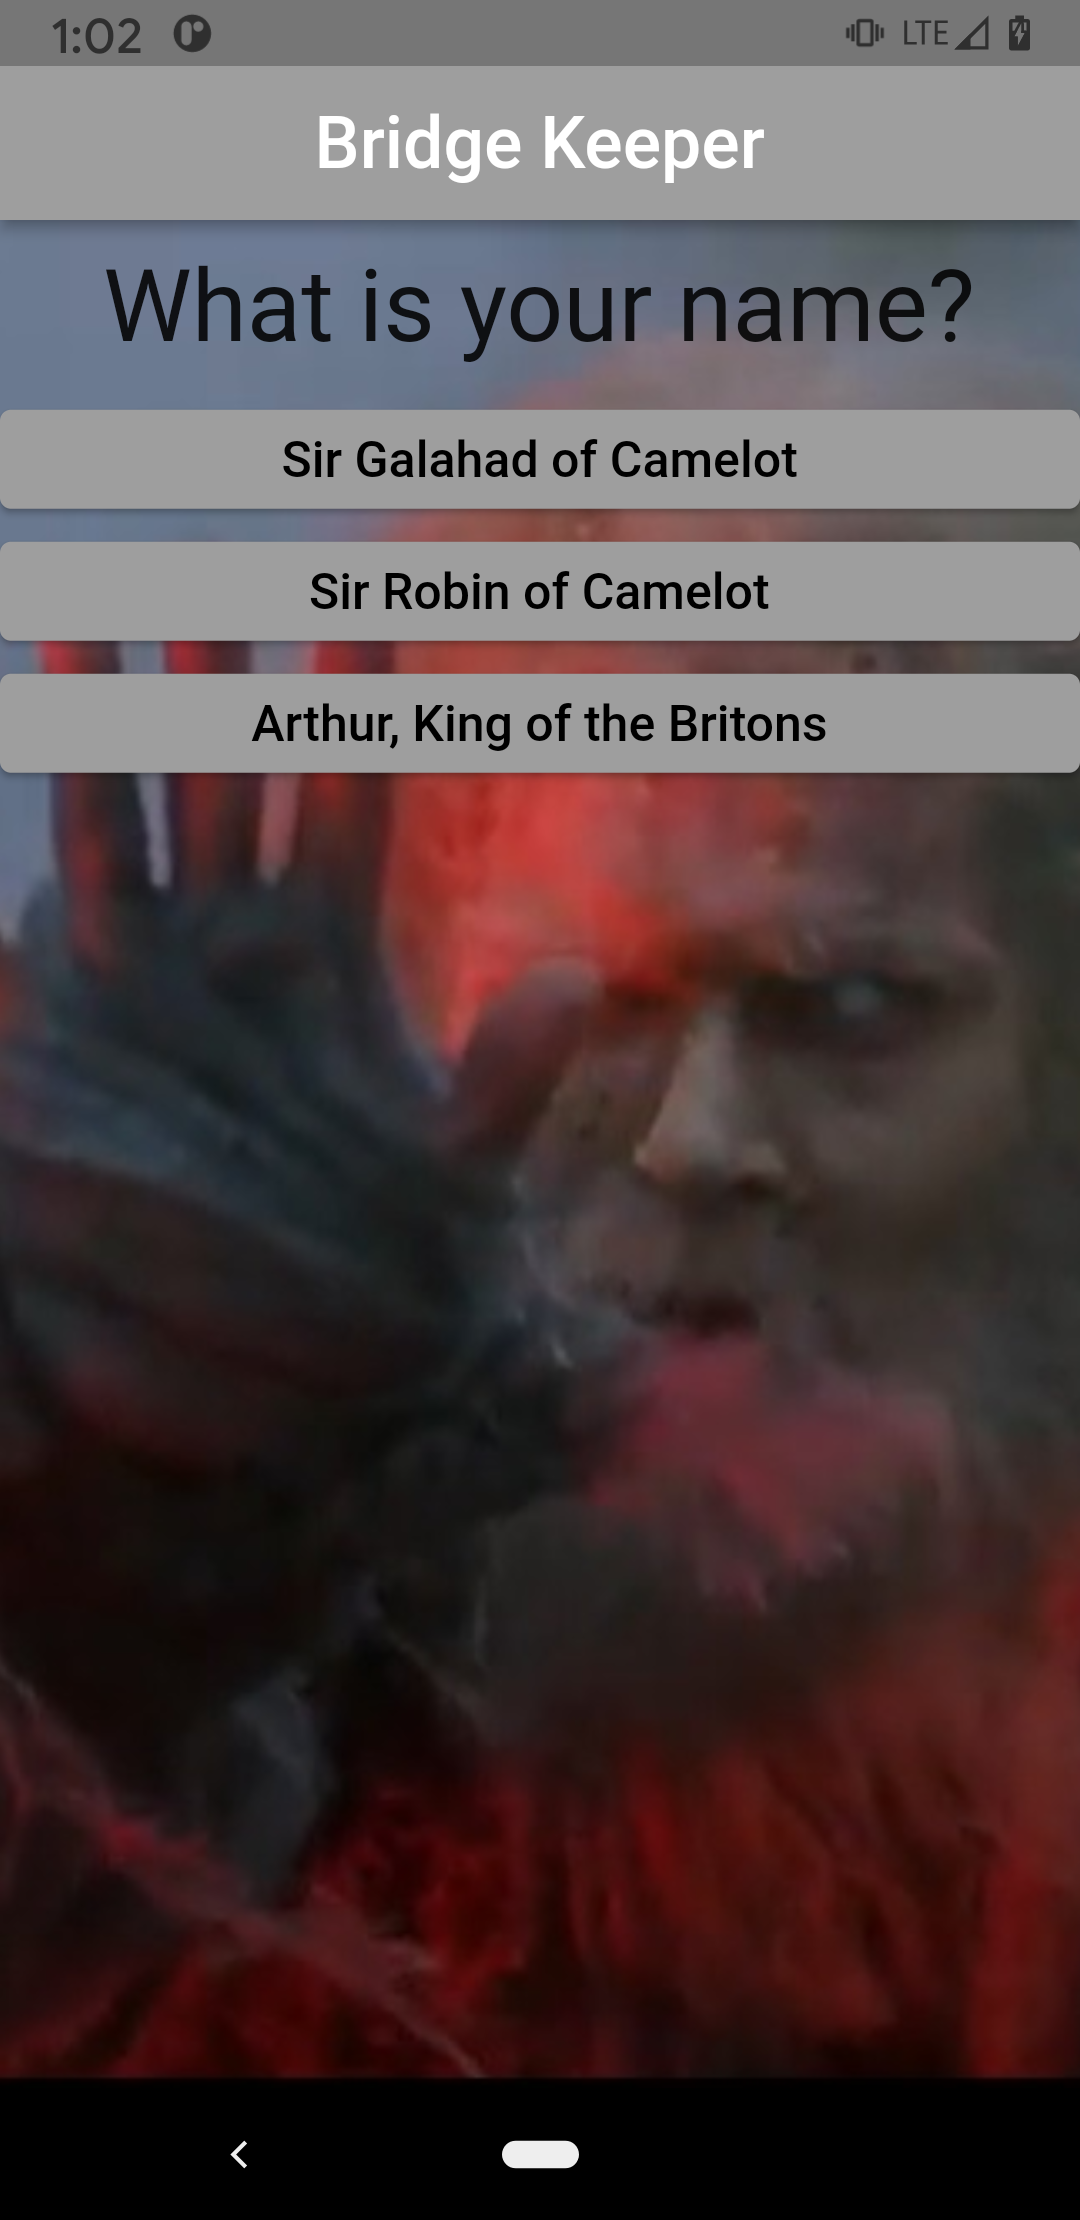 1:02 LTE
Bridge Keeper
What is your name?
Sir Galahad of Camelot
Sir Robin of Camelot
Arthur, King of the Britons